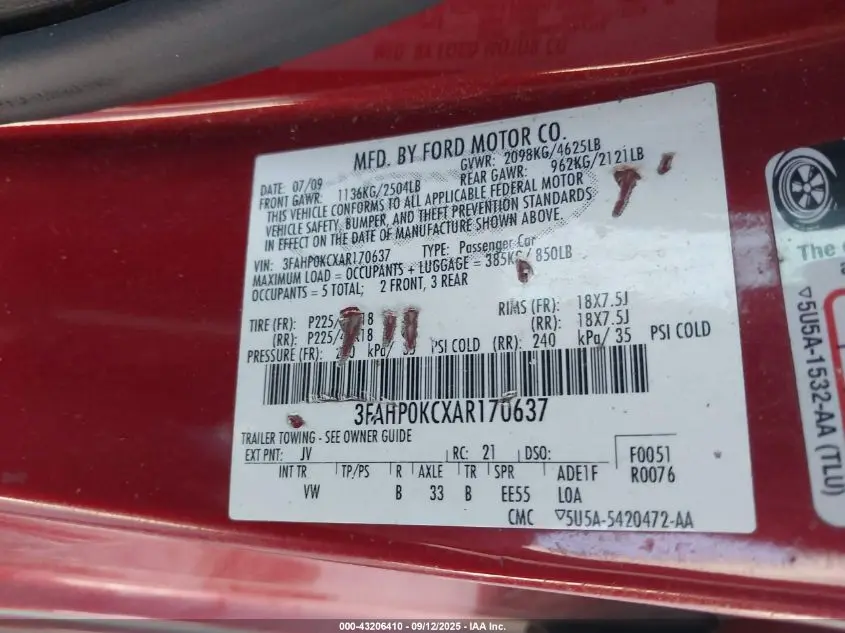 MFD. BY FORD MOTOR CO.
DATE: 07/09 GVWR: 2098KG/4625LB
FRONT GAWR: 1136KG/2504LB REAR GAWR: 962KG/2121LB
THIS VEHICLE CONFORMS TO ALL APPLICABLE FEDERAL MOTOR
VEHICLE SAFETY, BUMPER, AND THEFT PREVENTION STANDARDS
IN EFFECT ON THE DATE OF MANUFACTURE SHOWN ABOVE.
VIN: 3FAHP0KCXAR170637 TYPE: Passenger Car
MAXIMUM LOAD = OCCUPANTS + LUGGAGE = 385KG/850LB
OCCUPANTS = 5 TOTAL; 2 FRONT, 3 REAR
TIRE (FR): P225/ 18 RIMS (FR): 18X7.5J
(RR): P225/ 18 (RR): 18X7.5J
PRESSURE (FR): kPa/ PSI COLD (RR): 240 kPa/ 35 PSI COLD
3FAHP0KCXAR170637
TRAILER TOWING - SEE OWNER GUIDE
EXT PNT: JV RC: 21 DSO: F0051
INT TR TP/PS R AXLE TR SPR ADE1F R0076
VW B 33 B EE55 LOA
CMC ▽5U5A-5420472-AA
The
▽5U5A-1532-AA (TLU)
000-43206410 - 09/12/2025 - IAA Inc.